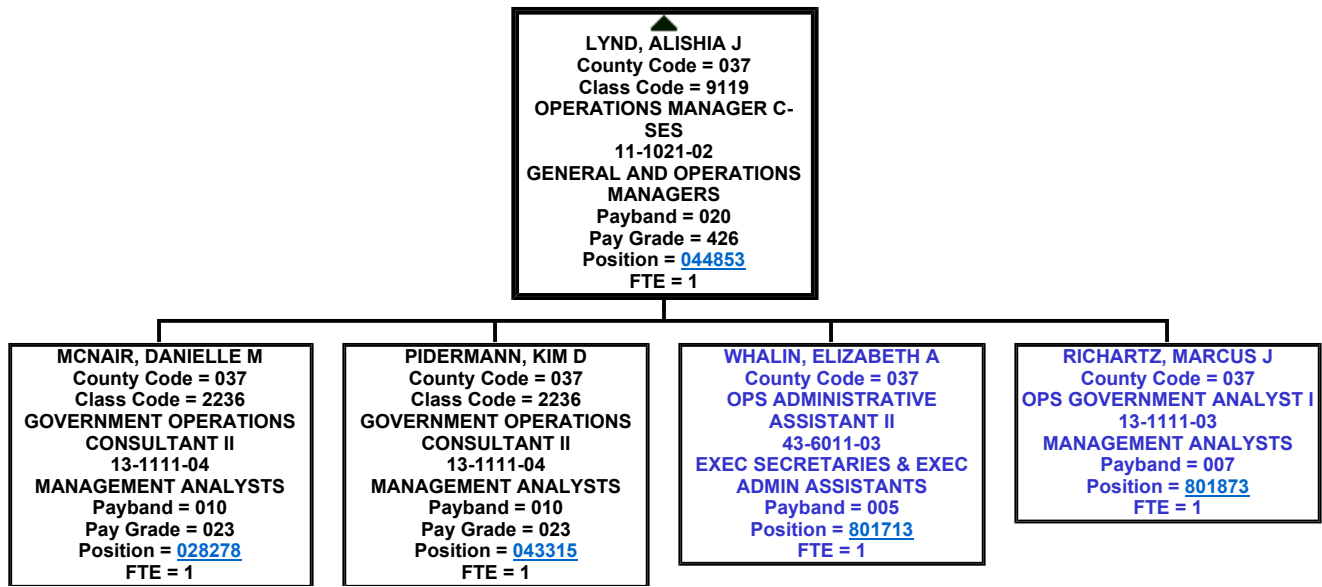 LYND, ALISHIA J
County Code = 037
Class Code = 9119
OPERATIONS MANAGER C-
SES
11-1021-02
GENERAL AND OPERATIONS
MANAGERS
Payband = 020
Pay Grade = 426
Position = 044853
FTE = 1
MCNAIR, DANIELLE M
County Code = 037
Class Code = 2236
GOVERNMENT OPERATIONS
CONSULTANT II
13-1111-04
MANAGEMENT ANALYSTS
Payband = 010
Pay Grade = 023
Position = 028278
FTE = 1
PIDERMANN, KIM D
County Code = 037
Class Code = 2236
GOVERNMENT OPERATIONS
CONSULTANT II
13-1111-04
MANAGEMENT ANALYSTS
Payband = 010
Pay Grade = 023
Position = 043315
FTE = 1
WHALIN, ELIZABETH A
County Code = 037
OPS ADMINISTRATIVE
ASSISTANT II
43-6011-03
EXEC SECRETARIES & EXEC
ADMIN ASSISTANTS
Payband = 005
Position = 801713
FTE = 1
RICHARTZ, MARCUS J
County Code = 037
OPS GOVERNMENT ANALYST I
13-1111-03
MANAGEMENT ANALYSTS
Payband = 007
Position = 801873
FTE = 1